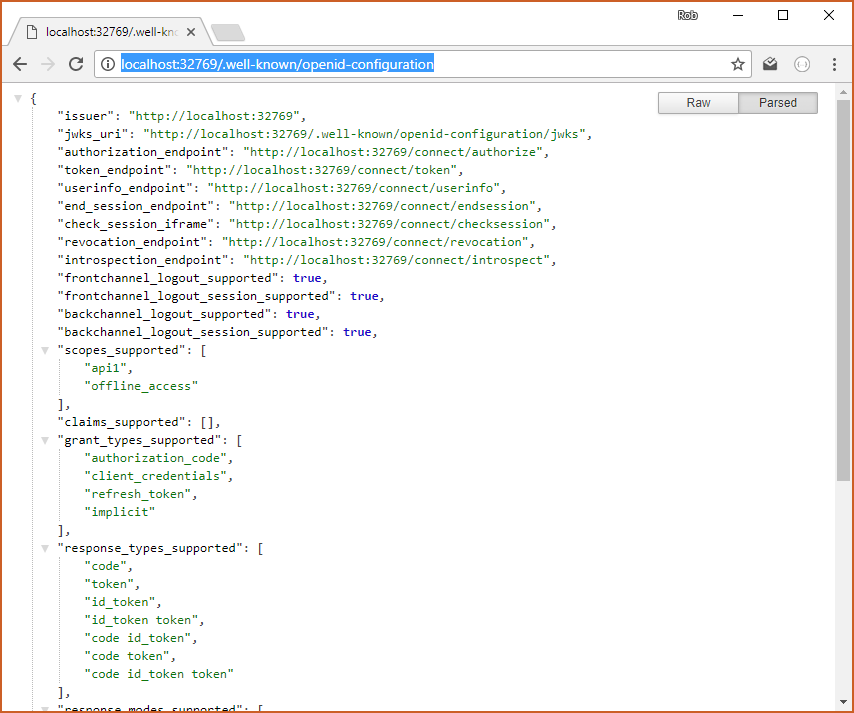 Rob
localhost:32769/.well-kno
localhost:32769/.well-known/openid-configuration
Raw Parsed
{
"issuer": "http://localhost:32769",
"jwks_uri": "http://localhost:32769/.well-known/openid-configuration/jwks",
"authorization_endpoint": "http://localhost:32769/connect/authorize",
"token_endpoint": "http://localhost:32769/connect/token",
"userinfo_endpoint": "http://localhost:32769/connect/userinfo",
"end_session_endpoint": "http://localhost:32769/connect/endsession",
"check_session_iframe": "http://localhost:32769/connect/checksession",
"revocation_endpoint": "http://localhost:32769/connect/revocation",
"introspection_endpoint": "http://localhost:32769/connect/introspect",
"frontchannel_logout_supported": true,
"frontchannel_logout_session_supported": true,
"backchannel_logout_supported": true,
"backchannel_logout_session_supported": true,
"scopes_supported": [
"api1",
"offline_access"
],
"claims_supported": [],
"grant_types_supported": [
"authorization_code",
"client_credentials",
"refresh_token",
"implicit"
],
"response_types_supported": [
"code",
"token",
"id_token",
"id_token token",
"code id_token",
"code token",
"code id_token token"
],
"response_modes_supported": [